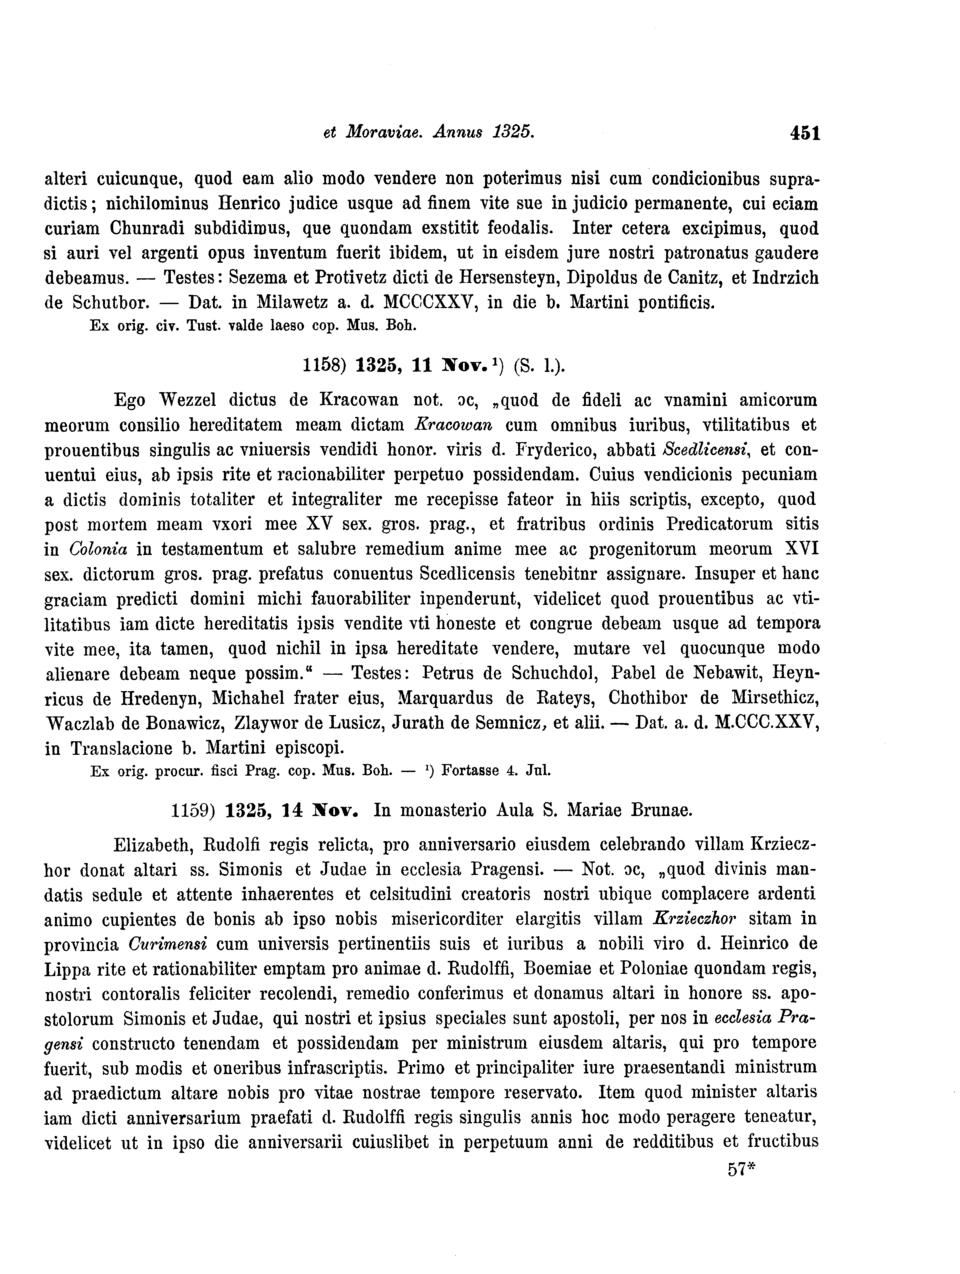 et Moraviae. Annus 1325. 451
alteri cuicunque, quod eam alio modo vendere non poterimus nisi cum condicionibus supra-
dictis; nichilominus Henrico judice usque ad finem vite sue in judicio permanente, cui eciam
curiam Chunradi subdidimus, que quondam exstitit feodalis. Inter cetera excipimus, quod
si auri vel argenti opus inventum fuerit ibidem, ut in eisdem jure nostri patronatus gaudere
debeamus. — Testes: Sezema et Protivetz dicti de Hersensteyn, Dipoldus de Canitz, et Indrzich
de Schutbor. — Dat. in Milawetz a. d. MCCCXXV, in die b. Martini pontificis.
Ex orig. civ. Tust. valde laeso cop. Mus. Boh.
1158) 1325, 11 Nov. ¹) (S. l.).
Ego Wezzel dictus de Kracowan not. ɔc, „quod de fideli ac vnamini amicorum
meorum consilio hereditatem meam dictam Kracowan cum omnibus iuribus, vtilitatibus et
prouentibus singulis ac vniuersis vendidi honor. viris d. Fryderico, abbati Scedlicensi, et con-
uentui eius, ab ipsis rite et racionabiliter perpetuo possidendam. Cuius vendicionis pecuniam
a dictis dominis totaliter et integraliter me recepisse fateor in hiis scriptis, excepto, quod
post mortem meam vxori mee XV sex. gros. prag., et fratribus ordinis Predicatorum sitis
in Colonia in testamentum et salubre remedium anime mee ac progenitorum meorum XVI
sex. dictorum gros. prag. prefatus conuentus Scedlicensis tenebitnr assignare. Insuper et hanc
graciam predicti domini michi fauorabiliter inpenderunt, videlicet quod prouentibus ac vti-
litatibus iam dicte hereditatis ipsis vendite vti honeste et congrue debeam usque ad tempora
vite mee, ita tamen, quod nichil in ipsa hereditate vendere, mutare vel quocunque modo
alienare debeam neque possim.“ — Testes: Petrus de Schuchdol, Pabel de Nebawit, Heyn-
ricus de Hredenyn, Michahel frater eius, Marquardus de Rateys, Chothibor de Mirsethicz,
Waczlab de Bonawicz, Zlaywor de Lusicz, Jurath de Semnicz, et alii. — Dat. a. d. M.CCC.XXV,
in Translacione b. Martini episcopi.
Ex orig. procur. fisci Prag. cop. Mus. Boh. — ¹) Fortasse 4. Jul.
1159) 1325, 14 Nov. In monasterio Aula S. Mariae Brunae.
Elizabeth, Rudolfi regis relicta, pro anniversario eiusdem celebrando villam Krziecz-
hor donat altari ss. Simonis et Judae in ecclesia Pragensi. — Not. ɔc, „quod divinis man-
datis sedule et attente inhaerentes et celsitudini creatoris nostri ubique complacere ardenti
animo cupientes de bonis ab ipso nobis misericorditer elargitis villam Krzieczhor sitam in
provincia Curimensi cum universis pertinentiis suis et iuribus a nobili viro d. Heinrico de
Lippa rite et rationabiliter emptam pro animae d. Rudolffi, Boemiae et Poloniae quondam regis,
nostri contoralis feliciter recolendi, remedio conferimus et donamus altari in honore ss. apo-
stolorum Simonis et Judae, qui nostri et ipsius speciales sunt apostoli, per nos in ecclesia Pra-
gensi constructo tenendam et possidendam per ministrum eiusdem altaris, qui pro tempore
fuerit, sub modis et oneribus infrascriptis. Primo et principaliter iure praesentandi ministrum
ad praedictum altare nobis pro vitae nostrae tempore reservato. Item quod minister altaris
iam dicti anniversarium praefati d. Rudolffi regis singulis annis hoc modo peragere teneatur,
videlicet ut in ipso die anniversarii cuiuslibet in perpetuum anni de redditibus et fructibus
57*